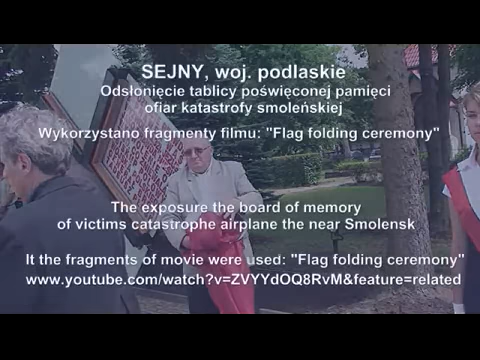 SEJNY, woj. podlaskie
Odsłonięcie tablicy poświęconej pamięci
ofiar katastrofy smoleńskiej
Wykorzystano fragmenty filmu: "Flag folding ceremony"
The exposure the board of memory
of victims catastrophe airplane the near Smolensk
It the fragments of movie were used: "Flag folding ceremony"
www.youtube.com/watch?v=ZVYYdOQ8RvM&feature=related